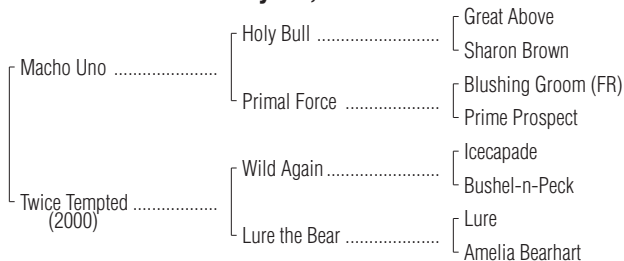 Great Above
Holy Bull ........................
Sharon Brown
Macho Uno ....................
Blushing Groom (FR)
Primal Force ..................
Prime Prospect
Icecapade
Wild Again ......................
Bushel-n-Peck
Twice Tempted ................
(2000)
Lure
Lure the Bear ..................
Amelia Bearhart